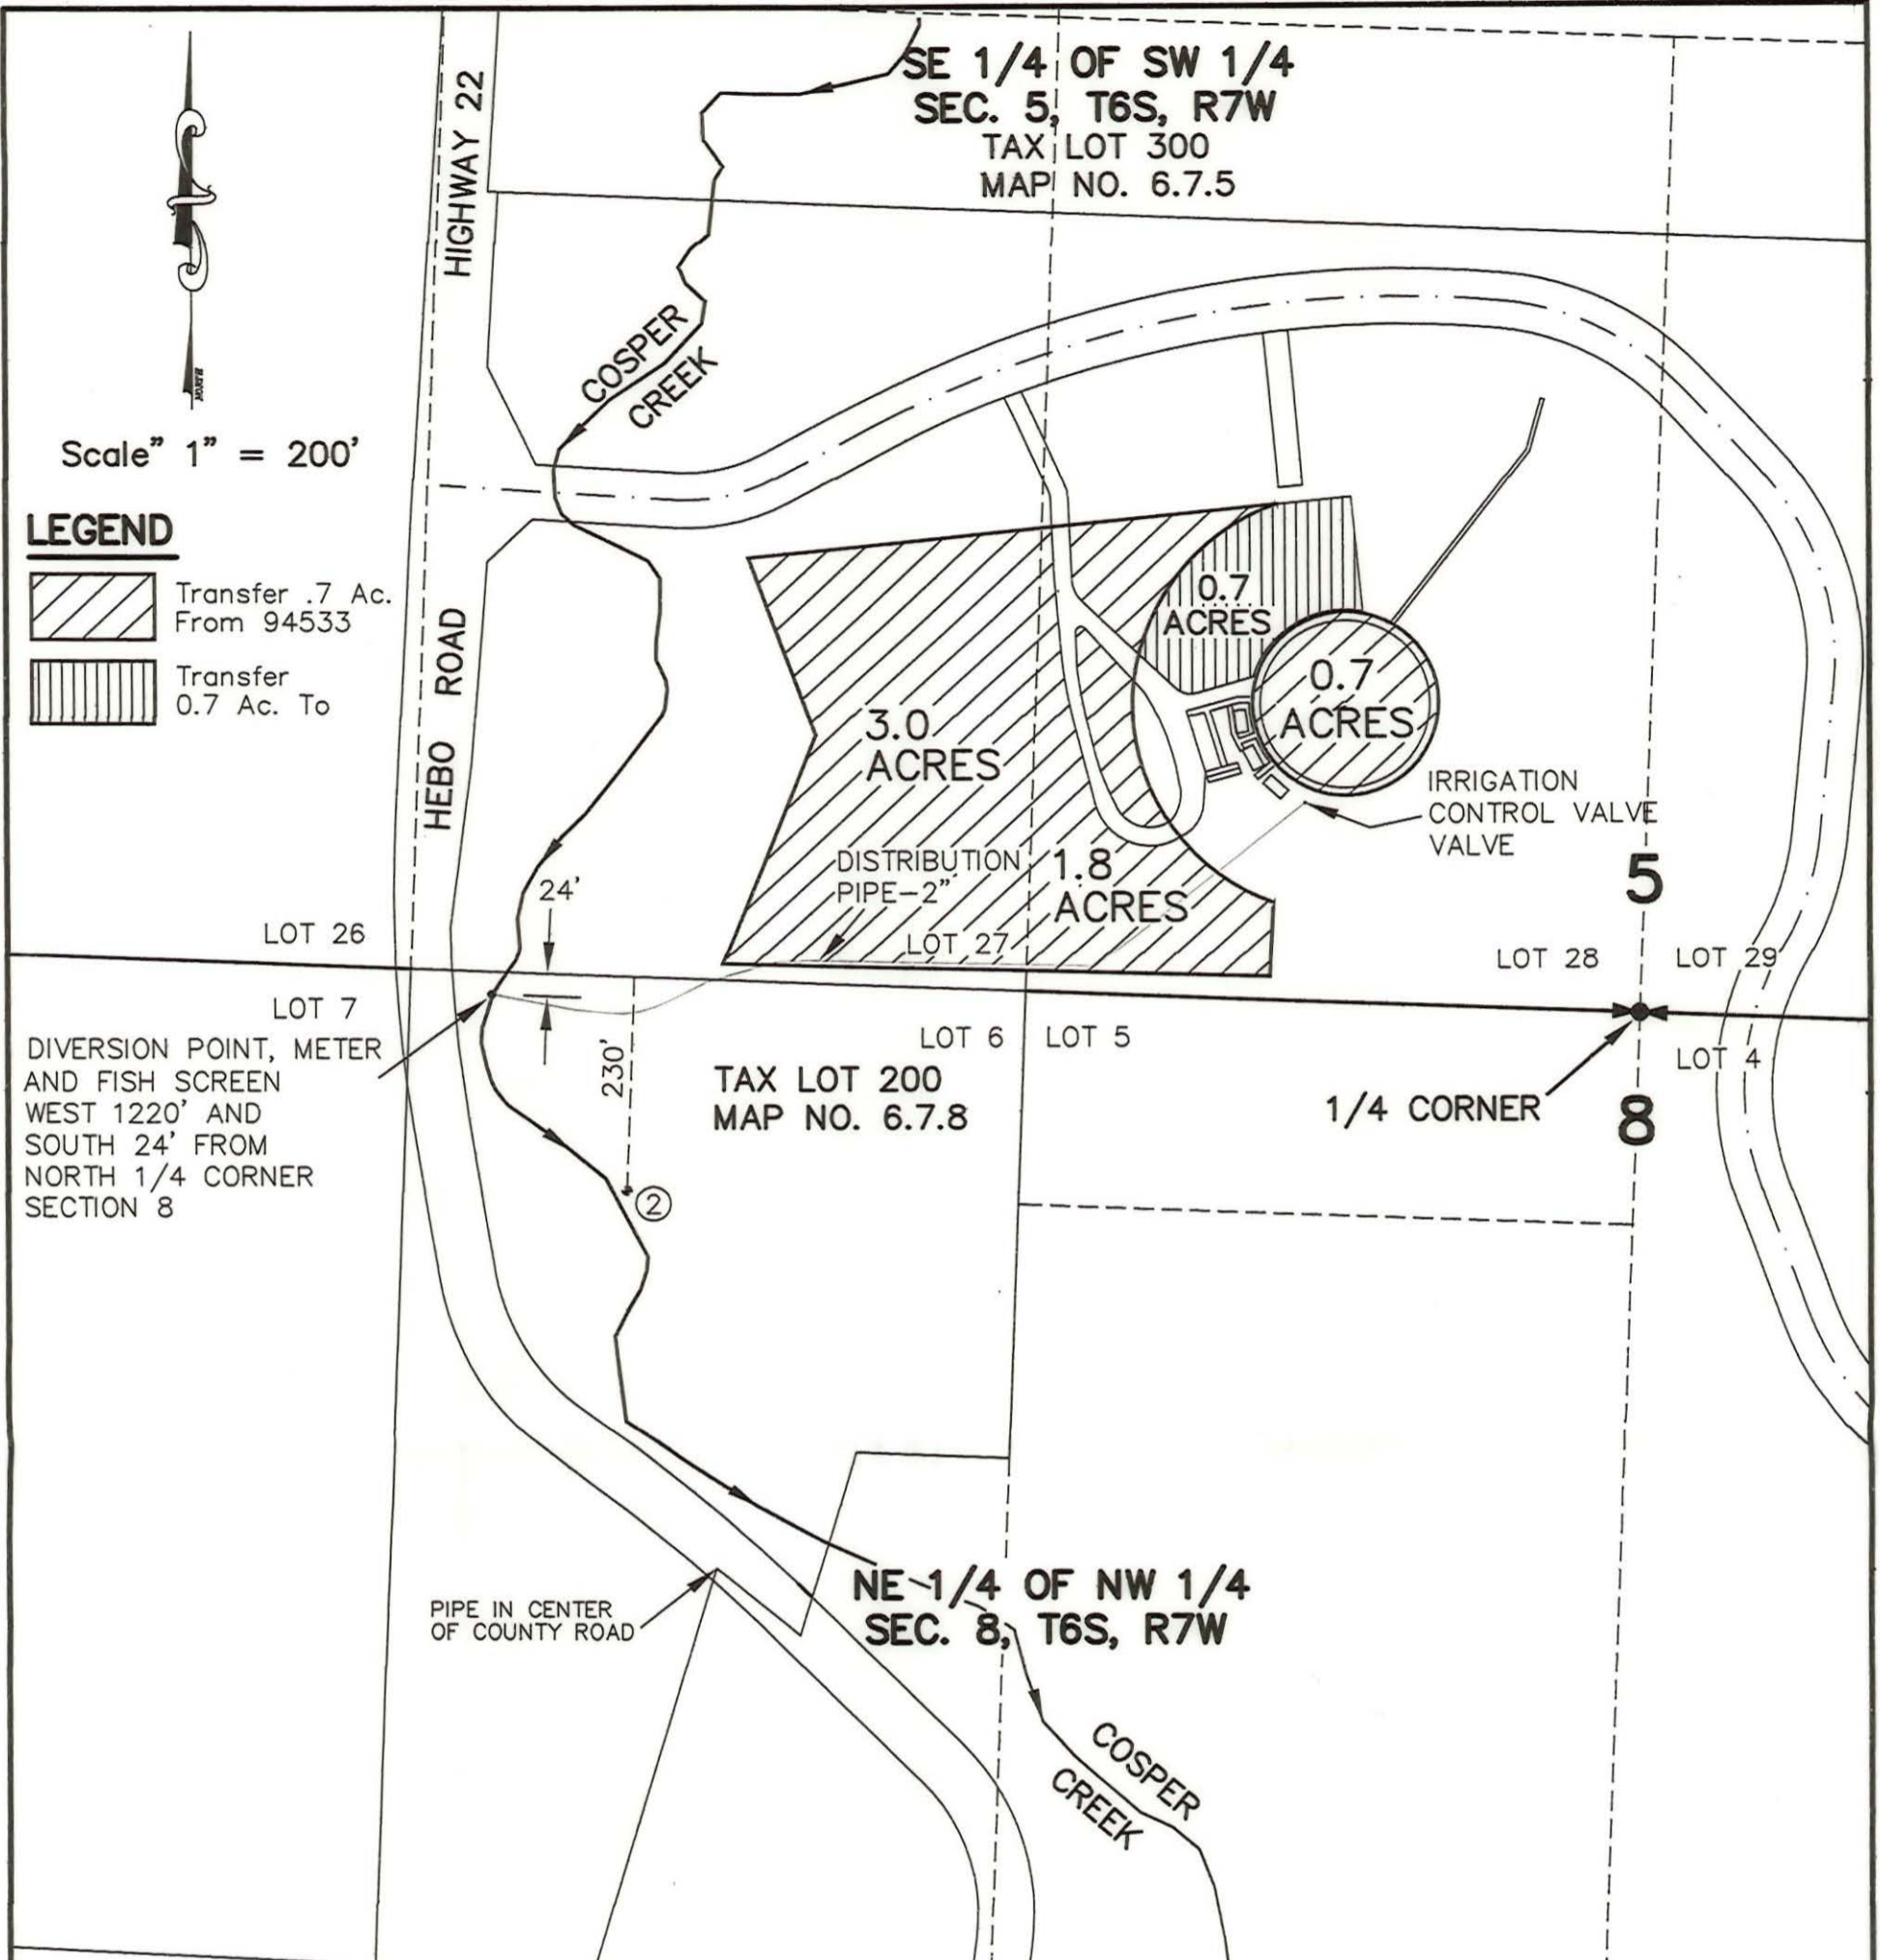 SE 1/4 OF SW 1/4
SEC. 5, T6S, R7W
TAX LOT 300
MAP NO. 6.7.5
HIGHWAY 22
NORTH
COSPER
CREEK
Scale" 1" = 200'
LEGEND
Transfer .7 Ac.
From 94533
Transfer
0.7 Ac. To
HEBO ROAD
0.7
ACRES
0.7
ACRES
3.0
ACRES
IRRIGATION
CONTROL VALVE
VALVE
DISTRIBUTION
PIPE-2"
1.8
ACRES
5
24'
LOT 26
LOT 27
LOT 28
LOT 29
LOT 7
LOT 6
LOT 5
LOT 4
DIVERSION POINT, METER
AND FISH SCREEN
WEST 1220' AND
SOUTH 24' FROM
NORTH 1/4 CORNER
SECTION 8
230'
TAX LOT 200
MAP NO. 6.7.8
1/4 CORNER
8
2
PIPE IN CENTER
OF COUNTY ROAD
NE 1/4 OF NW 1/4
SEC. 8, T6S, R7W
COSPER
CREEK